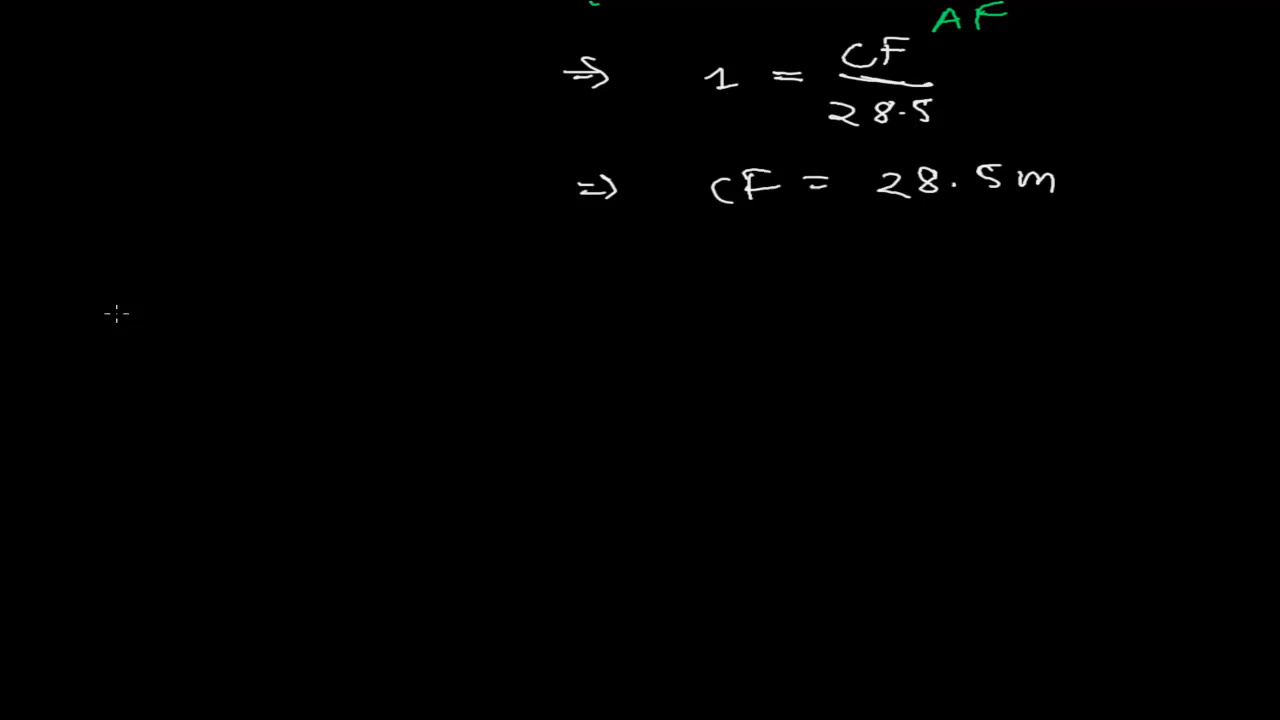 AF
⇒ 1 = CF / 28.5
⇒ CF = 28.5 m